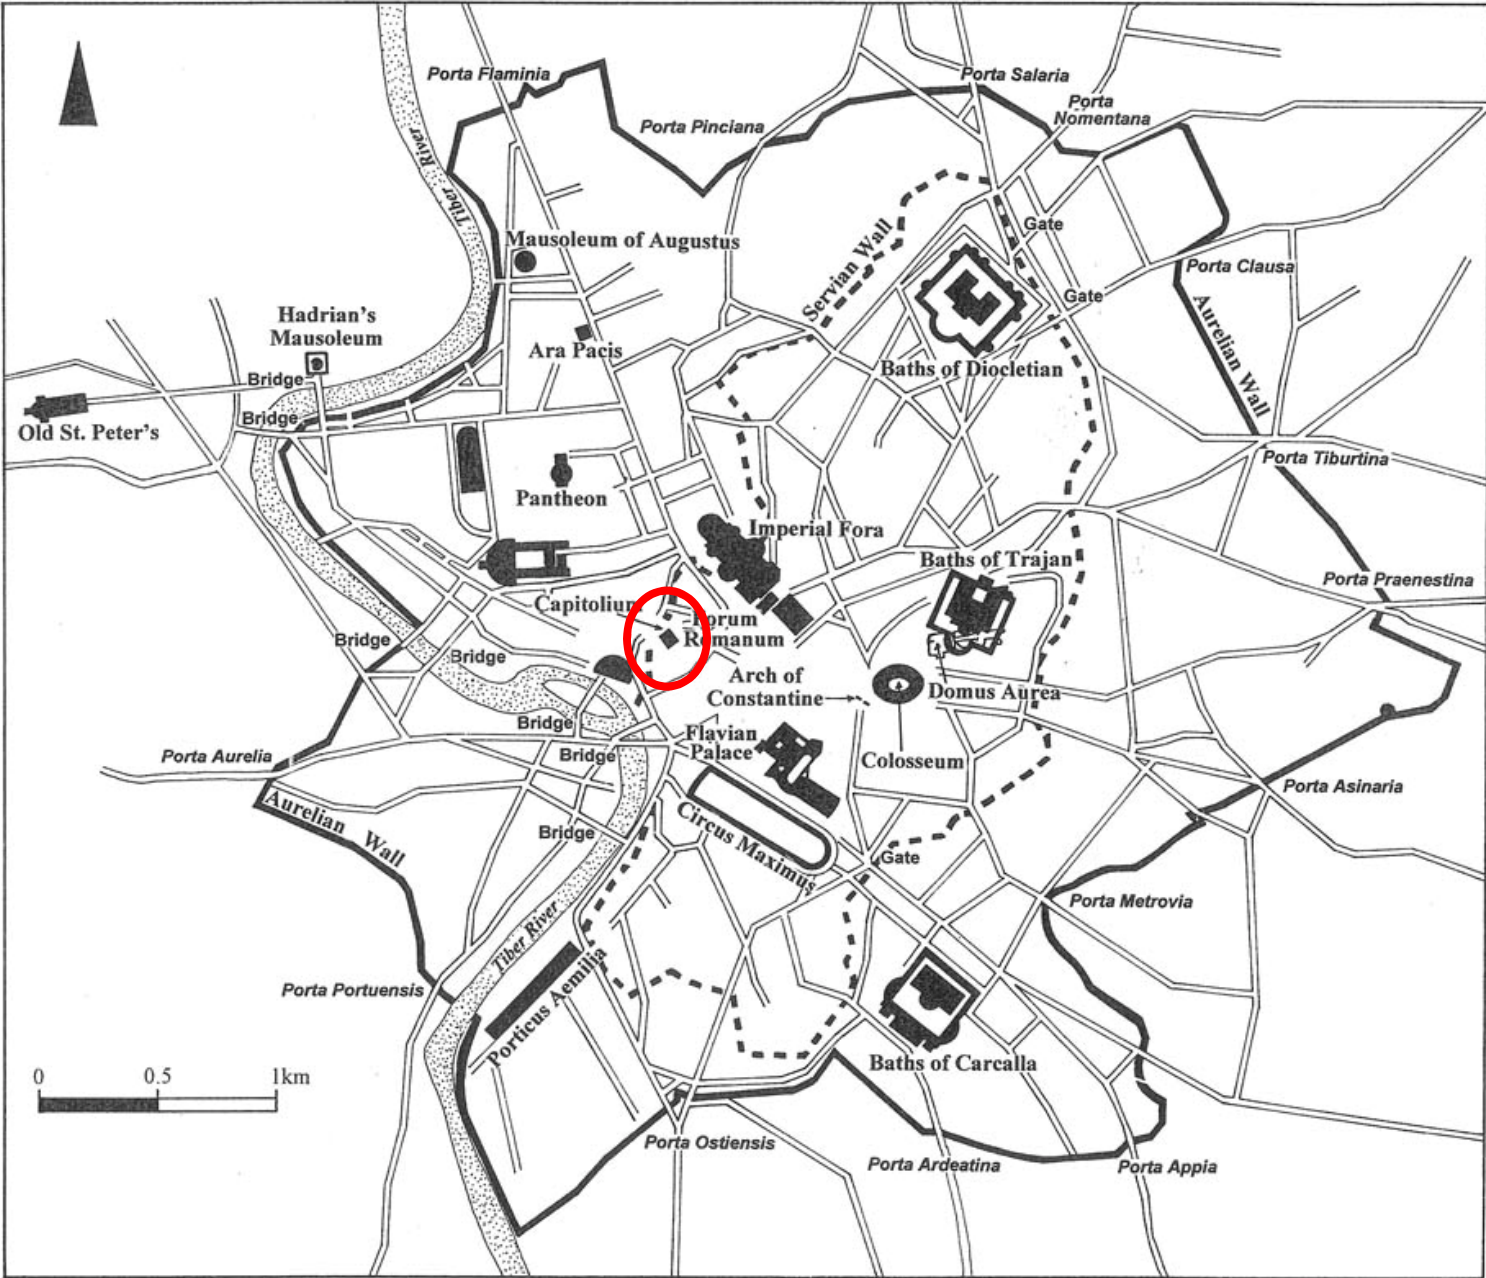 Porta Flaminia
Porta Salaria
Porta
Nomentana
Porta Pinciana
Tiber River
Mausoleum of Augustus
Servian Wall
Gate
Porta Clausa
Gate
Hadrian's
Mausoleum
Ara Pacis
Aurelian Wall
Baths of Diocletian
Bridge
Bridge
Old St. Peter's
Porta Tiburtina
Pantheon
Imperial Fora
Baths of Trajan
Porta Praenestina
Capitolium
Forum
Romanum
Bridge
Bridge
Arch of
Constantine
Domus Aurea
Bridge
Flavian
Palace
Porta Aurelia
Bridge
Colosseum
Porta Asinaria
Aurelian Wall
Bridge
Circus Maximus
Gate
Porta Metrovia
Tiber River
Porta Portuensis
Porticus Aemilia
Baths of Carcalla
0 0.5 1km
Porta Ostiensis
Porta Ardeatina
Porta Appia